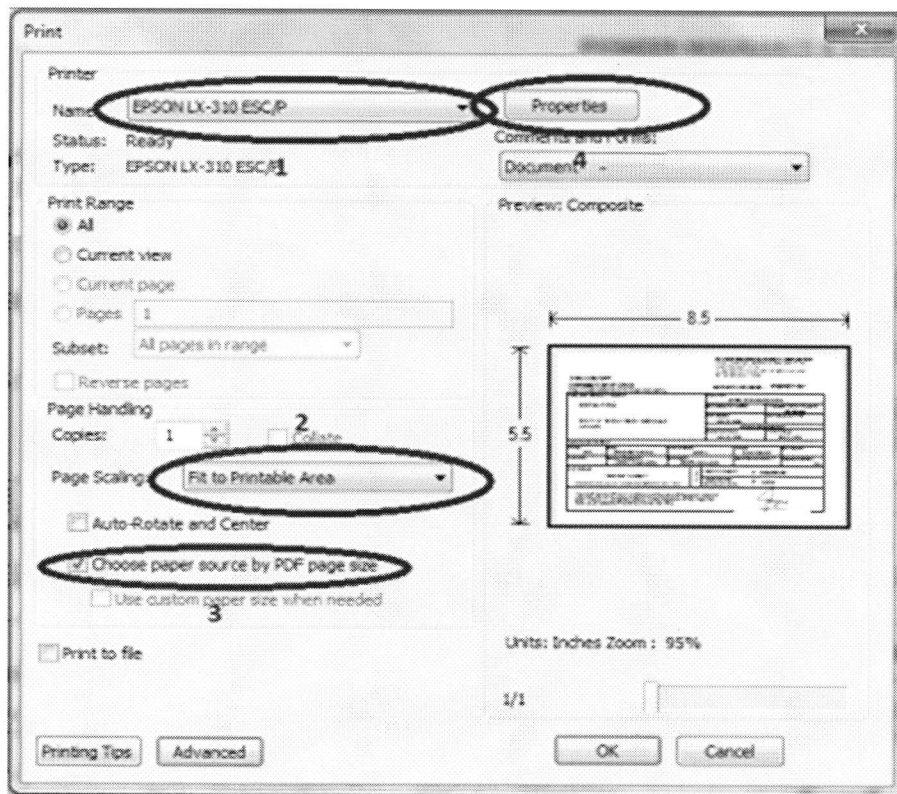 Print
Printer
Name: EPSON LX-310 ESC/P Properties
Status: Ready Comments and Forms:
Type: EPSON LX-310 ESC/P 1 4
Document
Print Range Preview: Composite
All
Current view
Current page
Pages 1
8.5
Subset: All pages in range
Reverse pages
Page Handling
2
5.5
Copies: 1 Collate
Page Scaling: Fit to Printable Area
Auto-Rotate and Center
Choose paper source by PDF page size
Use custom paper size when needed
3
Print to file
Units: Inches Zoom : 95%
1/1
Printing Tips Advanced OK Cancel